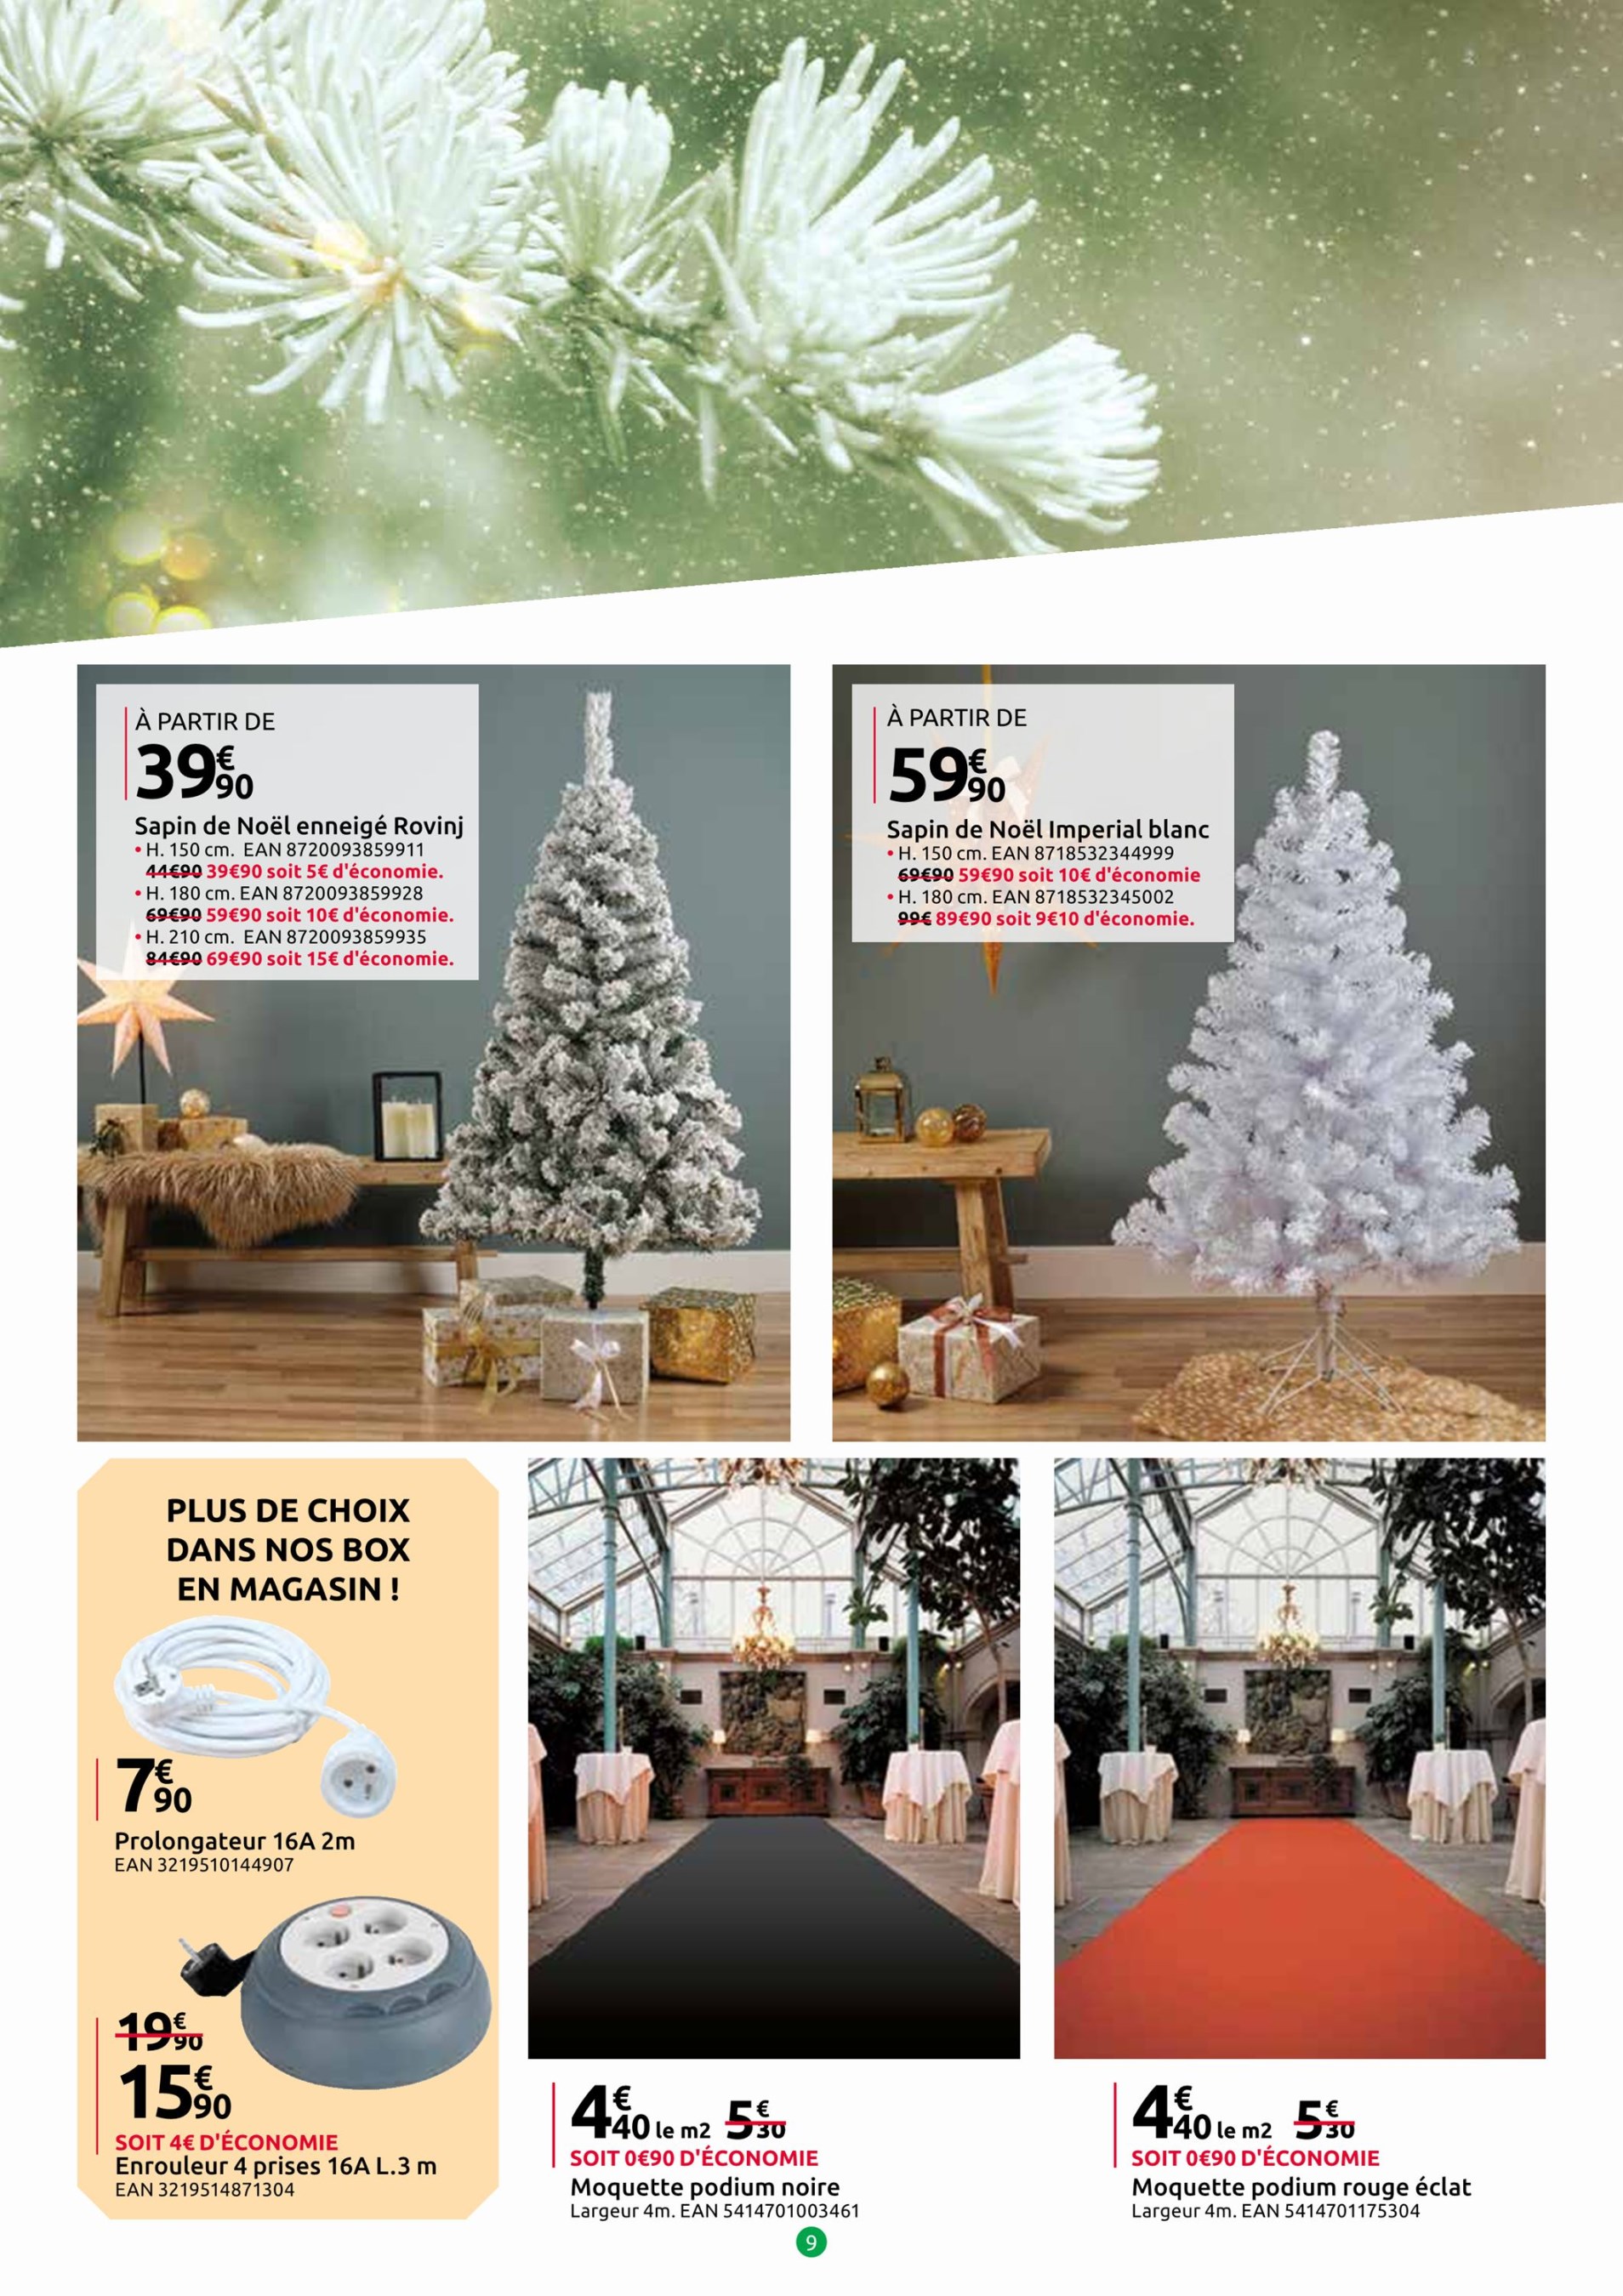 À PARTIR DE
39€90
Sapin de Noël enneigé Rovinj
• H. 150 cm. EAN 8720093859911
44€90 39€90 soit 5€ d'économie.
• H. 180 cm. EAN 8720093859928
69€90 59€90 soit 10€ d'économie.
• H. 210 cm. EAN 8720093859935
84€90 69€90 soit 15€ d'économie.
À PARTIR DE
59€90
Sapin de Noël Imperial blanc
• H. 150 cm. EAN 8718532344999
69€90 59€90 soit 10€ d'économie
• H. 180 cm. EAN 8718532345002
99€ 89€90 soit 9€10 d'économie.
PLUS DE CHOIX
DANS NOS BOX
EN MAGASIN !
7€90
Prolongateur 16A 2m
EAN 3219510144907
19€90
15€90
SOIT 4€ D'ÉCONOMIE
Enrouleur 4 prises 16A L.3 m
EAN 3219514871304
4€40 le m2 5€30
SOIT 0€90 D'ÉCONOMIE
Moquette podium noire
Largeur 4m. EAN 5414701003461
4€40 le m2 5€30
SOIT 0€90 D'ÉCONOMIE
Moquette podium rouge éclat
Largeur 4m. EAN 5414701175304
9